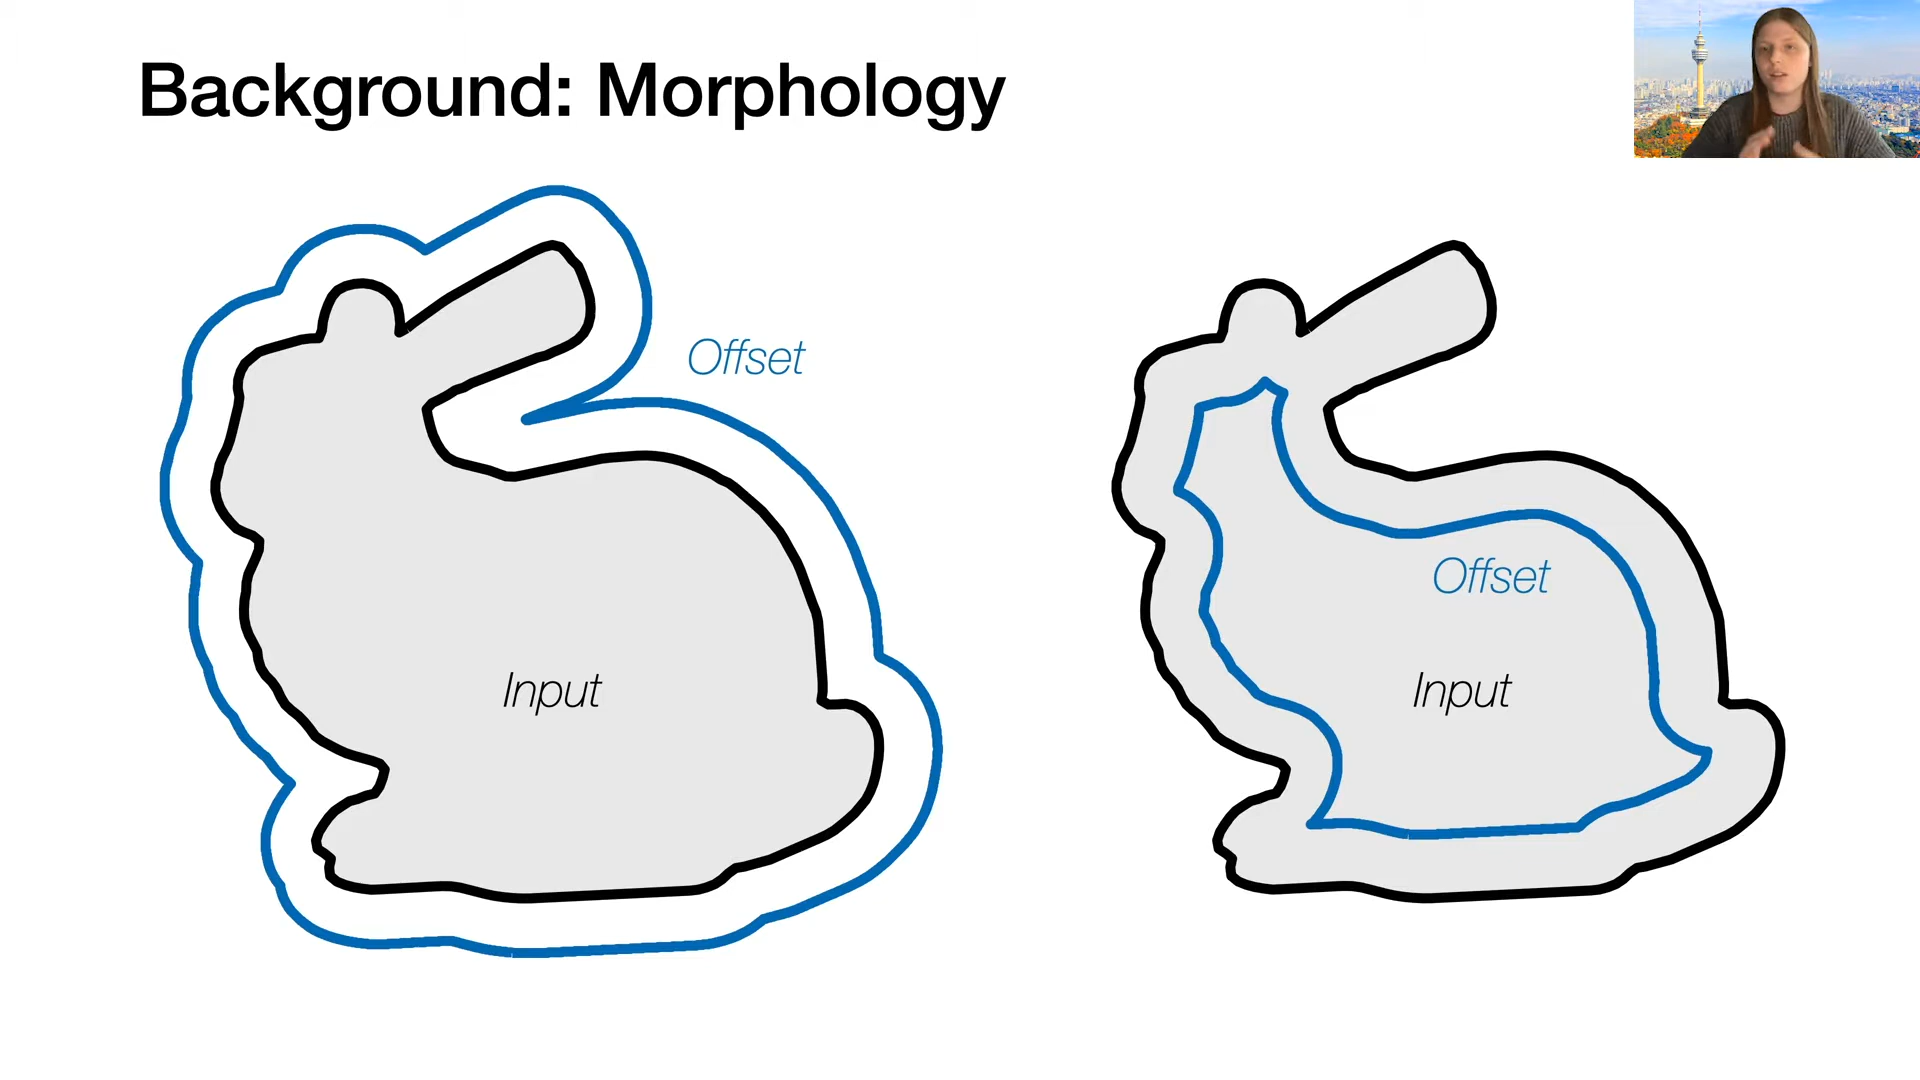 Background: Morphology
Offset
Input
Offset
Input